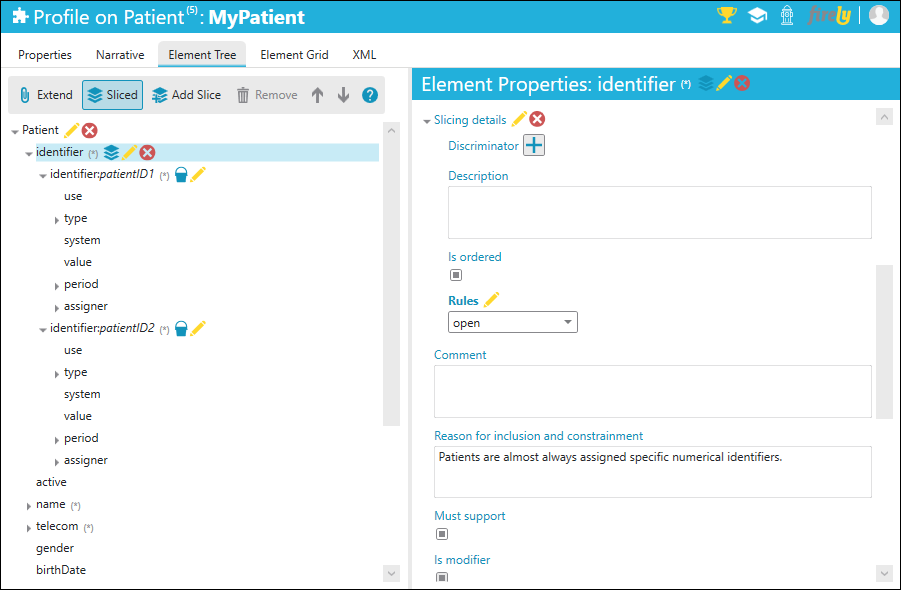 Profile on Patient(5): MyPatient
firely
Properties Narrative Element Tree Element Grid XML
Extend Sliced Add Slice Remove ?
Patient
identifier (*)
identifier:patientID1 (*)
use
type
system
value
period
assigner
identifier:patientID2 (*)
use
type
system
value
period
assigner
active
name (*)
telecom (*)
gender
birthDate
Element Properties: identifier (*)
Slicing details
Discriminator
Description
Is ordered
Rules
open
Comment
Reason for inclusion and constrainment
Patients are almost always assigned specific numerical identifiers.
Must support
Is modifier